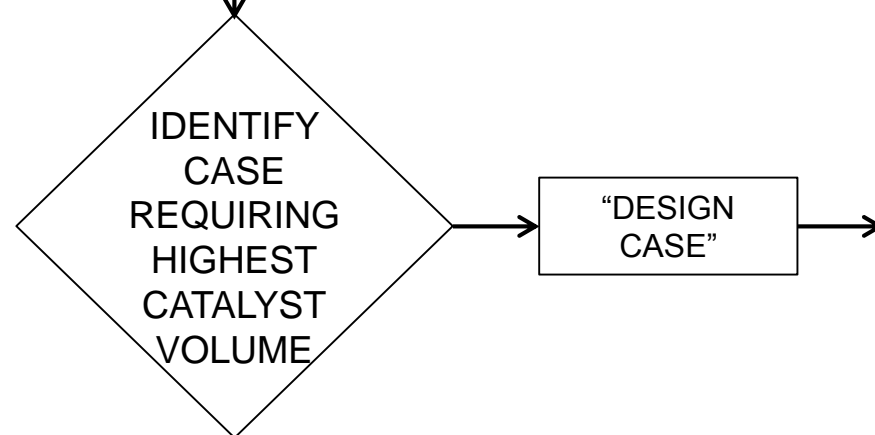 IDENTIFY
CASE
REQUIRING
HIGHEST
CATALYST
VOLUME
“DESIGN
CASE”